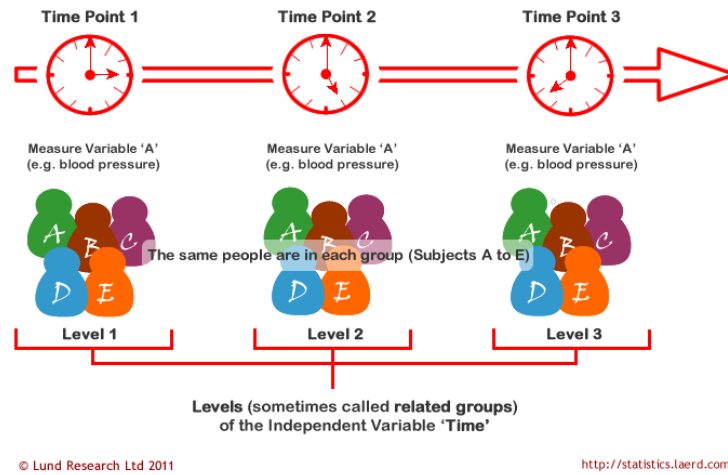 Time Point 1
Time Point 2
Time Point 3
Measure Variable ‘A’
(e.g. blood pressure)
Measure Variable ‘A’
(e.g. blood pressure)
Measure Variable ‘A’
(e.g. blood pressure)
A B C
A B C
A B C
The same people are in each group (Subjects A to E)
D E
D E
D E
Level 1
Level 2
Level 3
Levels (sometimes called related groups)
of the Independent Variable ‘Time’
© Lund Research Ltd 2011
http://statistics.laerd.com